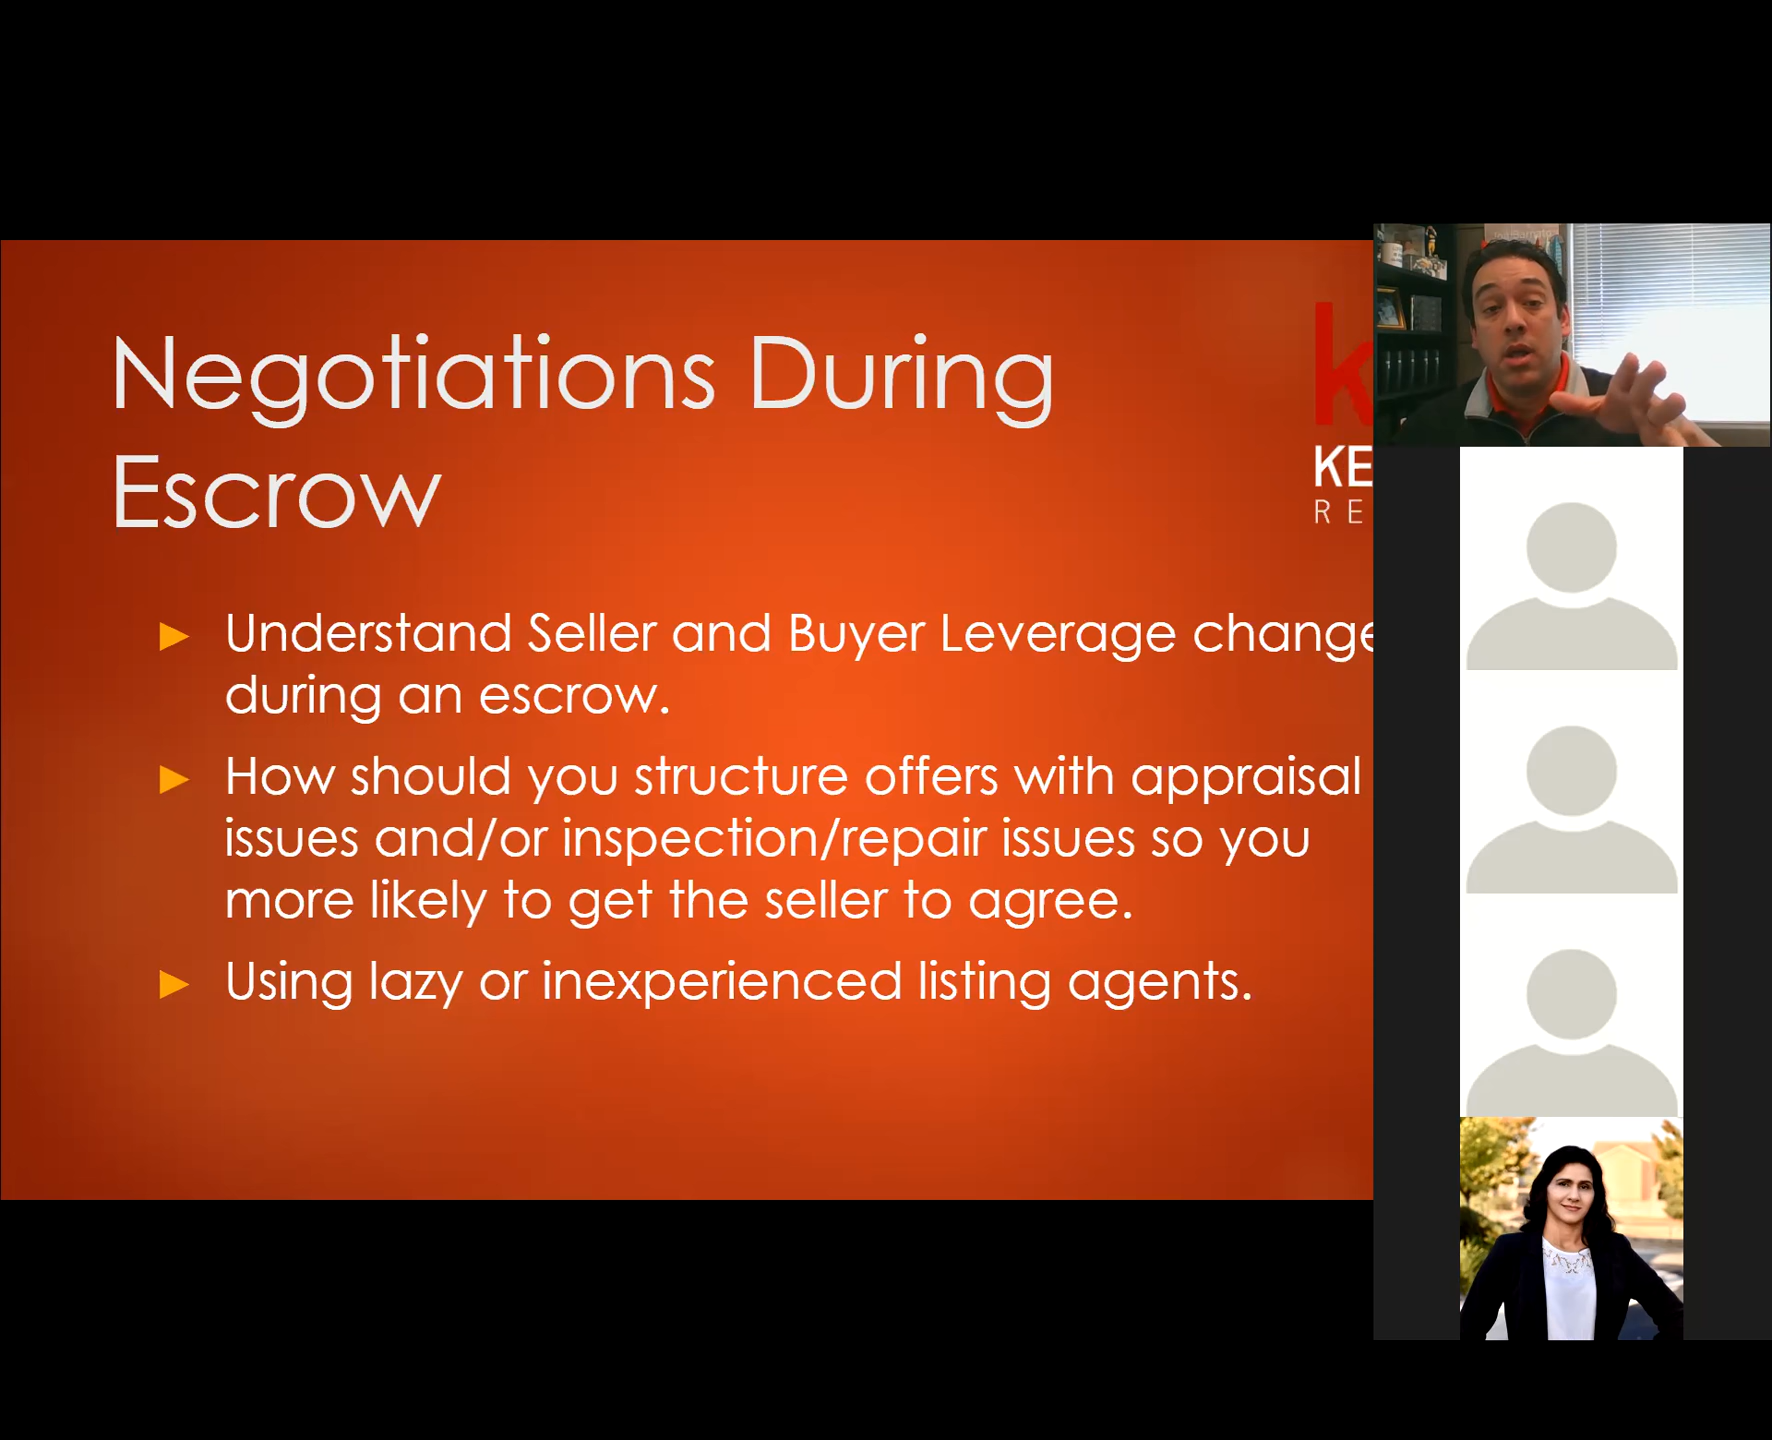 Negotiations During
Escrow
k
KE
RE
► Understand Seller and Buyer Leverage change
during an escrow.
► How should you structure offers with appraisal
issues and/or inspection/repair issues so you
more likely to get the seller to agree.
► Using lazy or inexperienced listing agents.